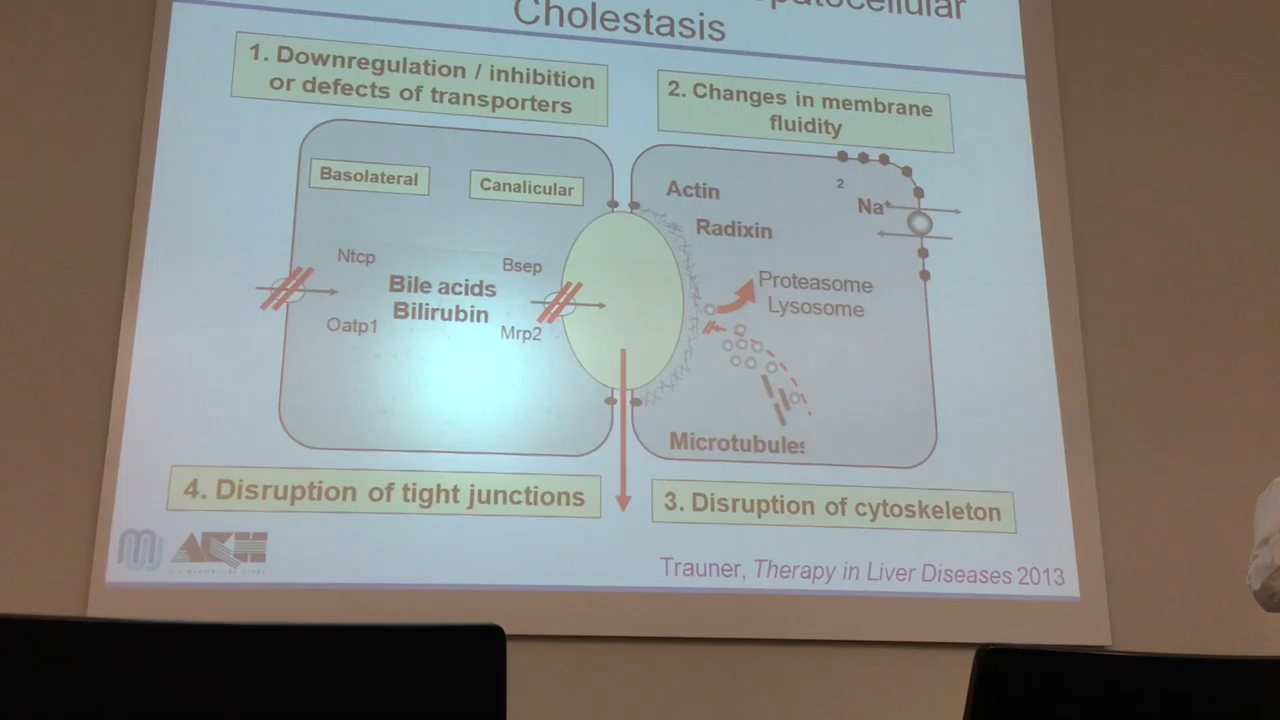 Cholestasis
1. Downregulation / inhibition
or defects of transporters
2. Changes in membrane
fluidity
Basolateral
Canalicular
Actin
Radixin
2
Na+
Ntcp
Bsep
Bile acids
Bilirubin
Oatp1
Mrp2
Proteasome
Lysosome
Microtubules
4. Disruption of tight junctions
3. Disruption of cytoskeleton
AKH
Trauner, Therapy in Liver Diseases 2013